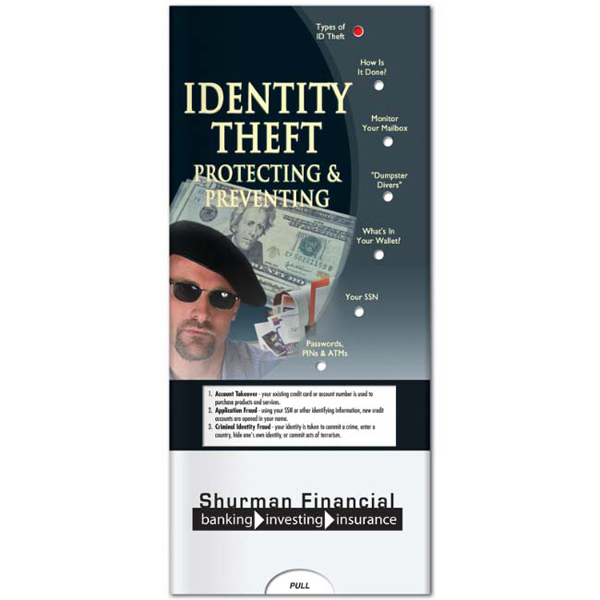 Types of
ID Theft
How Is
It Done?
IDENTITY
THEFT
PROTECTING &
PREVENTING
Monitor
Your Mailbox
"Dumpster
Divers"
What's In
Your Wallet?
Your SSN
Passwords,
PINs & ATMs
1. Account Takeover - your existing credit card or account number is used to
purchase products and services.
2. Application Fraud - using your SSN or other identifying information, new credit
accounts are opened in your name.
3. Criminal Identity Fraud - your identity is taken to commit a crime, enter a
country, hide one's own identity, or commit acts of terrorism.
Shurman Financial
banking investing insurance
PULL